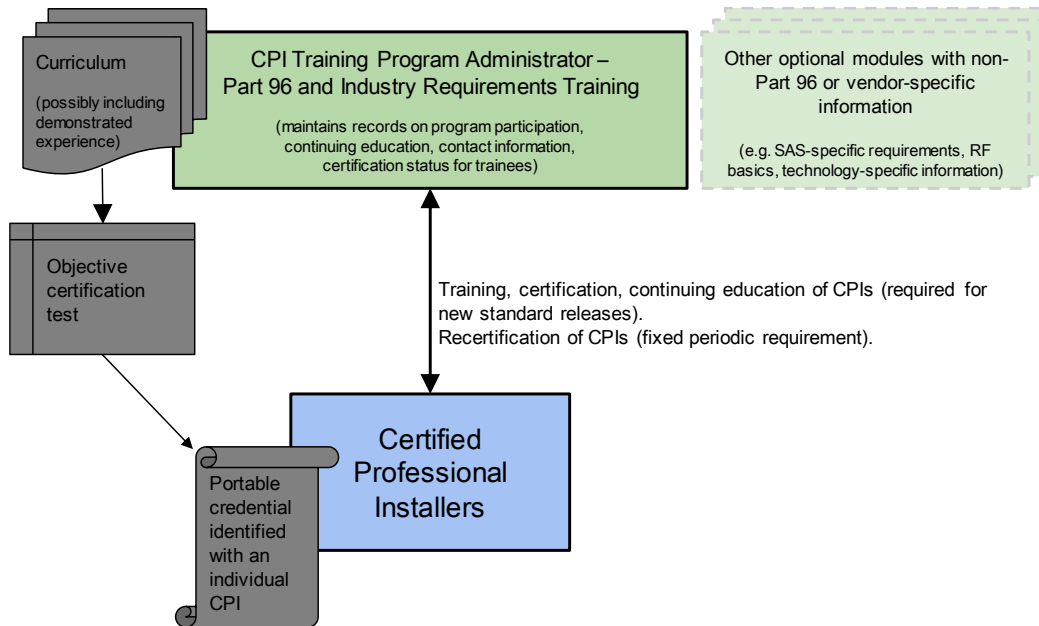 Curriculum
(possibly including
demonstrated
experience)
CPI Training Program Administrator –
Part 96 and Industry Requirements Training
(maintains records on program participation,
continuing education, contact information,
certification status for trainees)
Other optional modules with non-
Part 96 or vendor-specific
information
(e.g. SAS-specific requirements, RF
basics, technology-specific information)
Objective
certification
test
Training, certification, continuing education of CPIs (required for
new standard releases).
Recertification of CPIs (fixed periodic requirement).
Certified
Professional
Installers
Portable
credential
identified
with an
individual
CPI